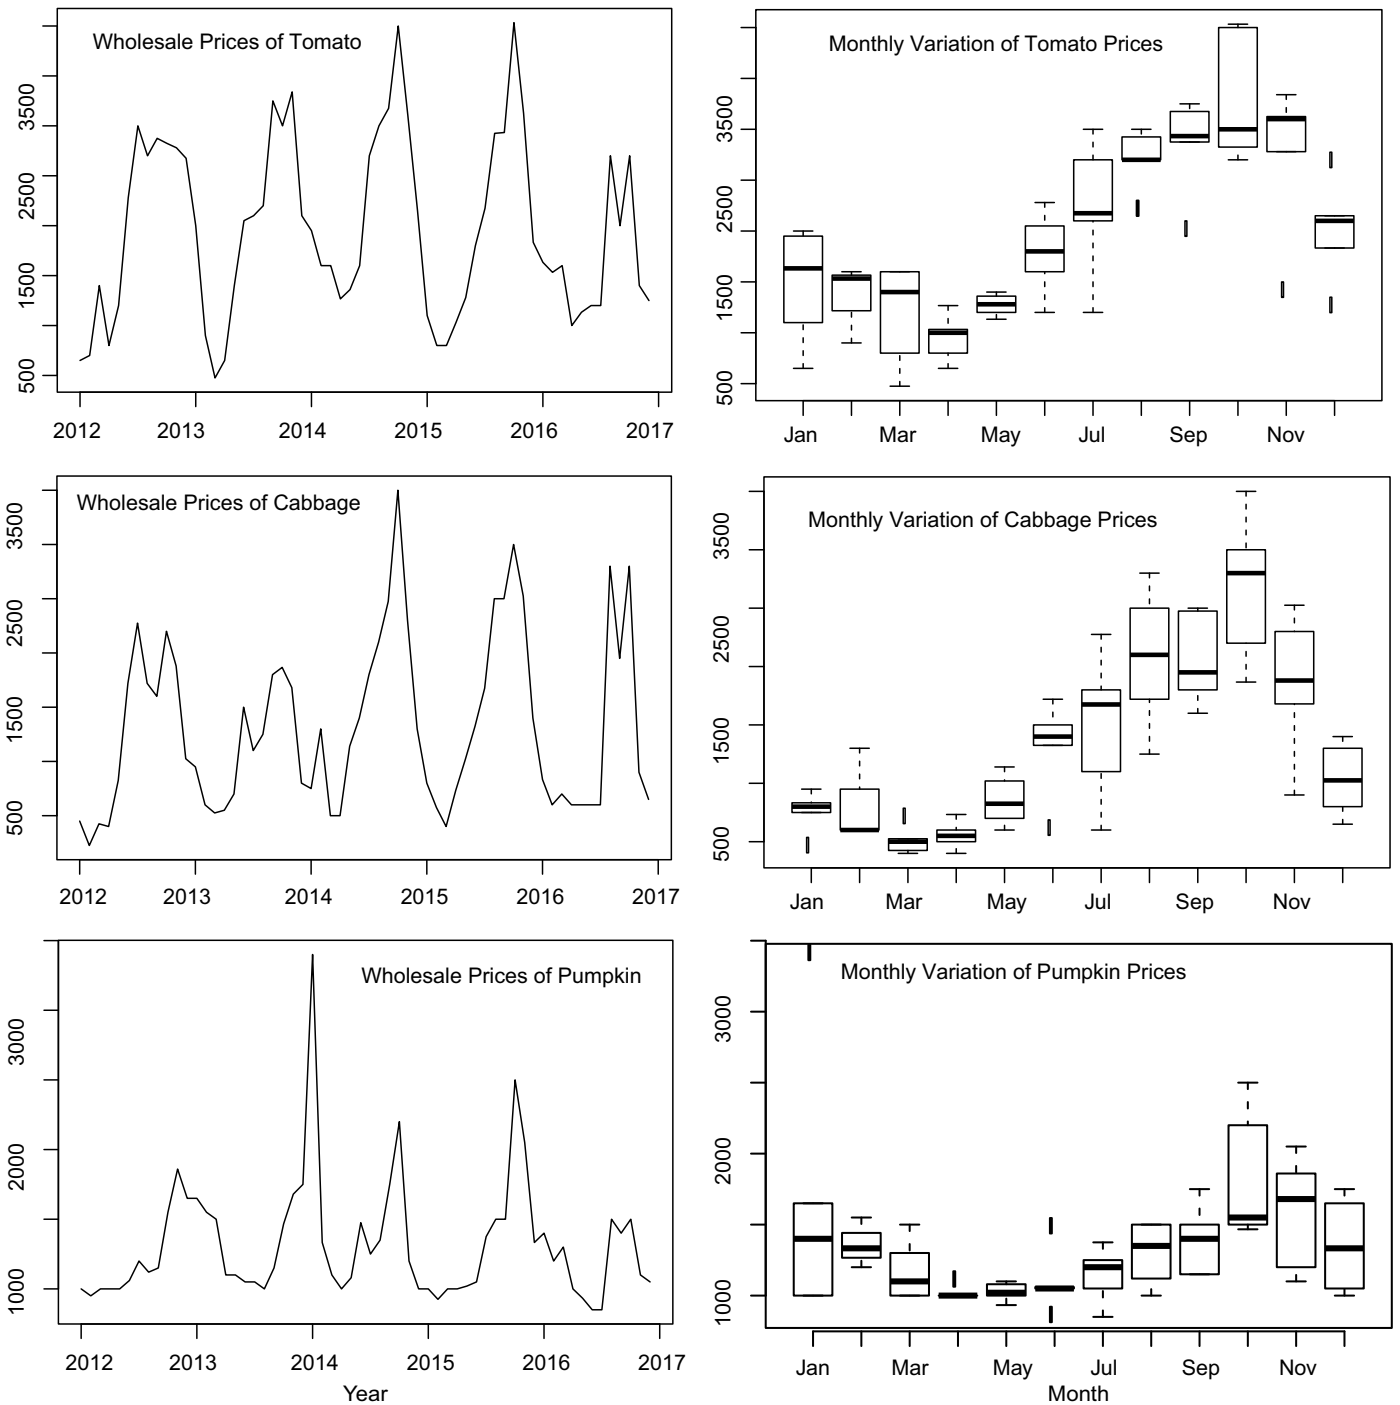 Wholesale Prices of Tomato
3500
2500
1500
500
2012 2013 2014 2015 2016 2017
Monthly Variation of Tomato Prices
3500
2500
1500
500
Jan Mar May Jul Sep Nov
Wholesale Prices of Cabbage
3500
2500
1500
500
2012 2013 2014 2015 2016 2017
Monthly Variation of Cabbage Prices
3500
2500
1500
500
Jan Mar May Jul Sep Nov
Wholesale Prices of Pumpkin
3000
2000
1000
2012 2013 2014 2015 2016 2017
Year
Monthly Variation of Pumpkin Prices
3000
2000
1000
Jan Mar May Jul Sep Nov
Month